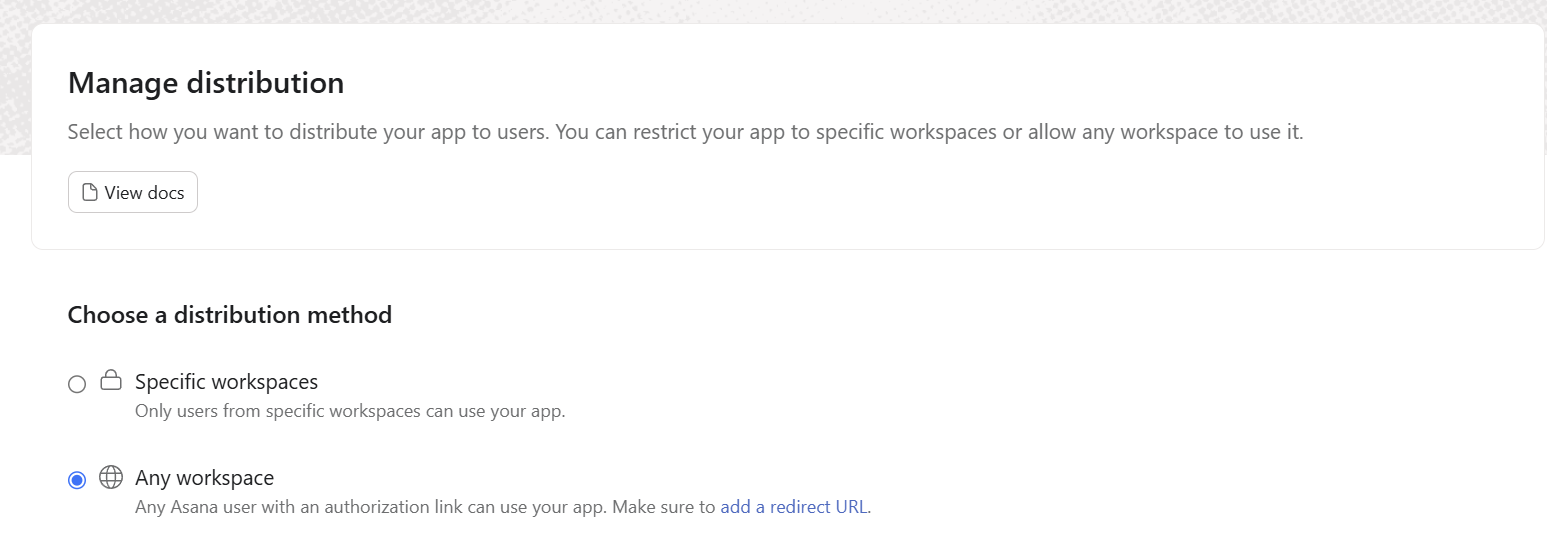 Manage distribution
Select how you want to distribute your app to users. You can restrict your app to specific workspaces or allow any workspace to use it.
View docs
Choose a distribution method
Specific workspaces
Only users from specific workspaces can use your app.
Any workspace
Any Asana user with an authorization link can use your app. Make sure to add a redirect URL.